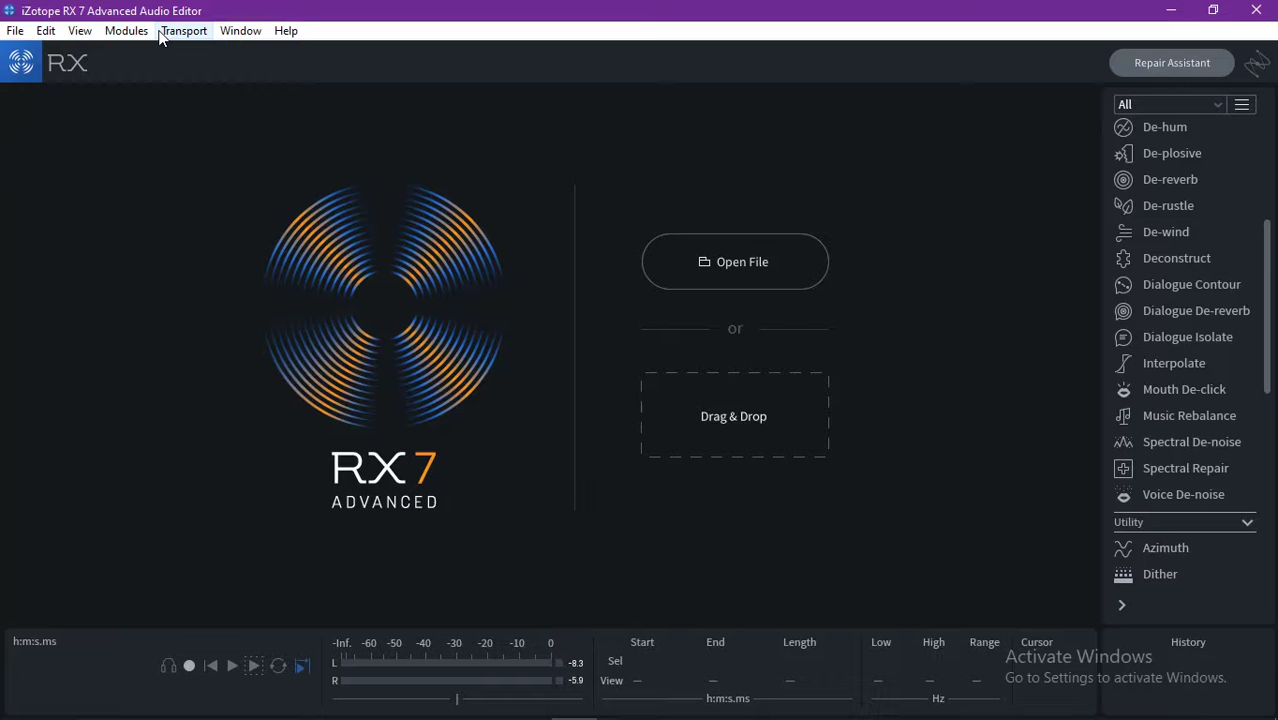 iZotope RX 7 Advanced Audio Editor
File Edit View Modules Transport Window Help
RX
Repair Assistant
All
De-hum
De-plosive
De-reverb
De-rustle
De-wind
Deconstruct
Dialogue Contour
Dialogue De-reverb
Dialogue Isolate
Interpolate
Mouth De-click
Music Rebalance
Spectral De-noise
Spectral Repair
Voice De-noise
Utility
Azimuth
Dither
Open File
or
Drag & Drop
RX 7
ADVANCED
h:m:s.ms
-Inf. -60 -50 -40 -30 -20 -10 0
L -8.3
R -5.9
Start End Length
Sel
View – – –
h:m:s.ms
Low High Range Cursor
– – –
Hz
History
Activate Windows
Go to Settings to activate Windows.